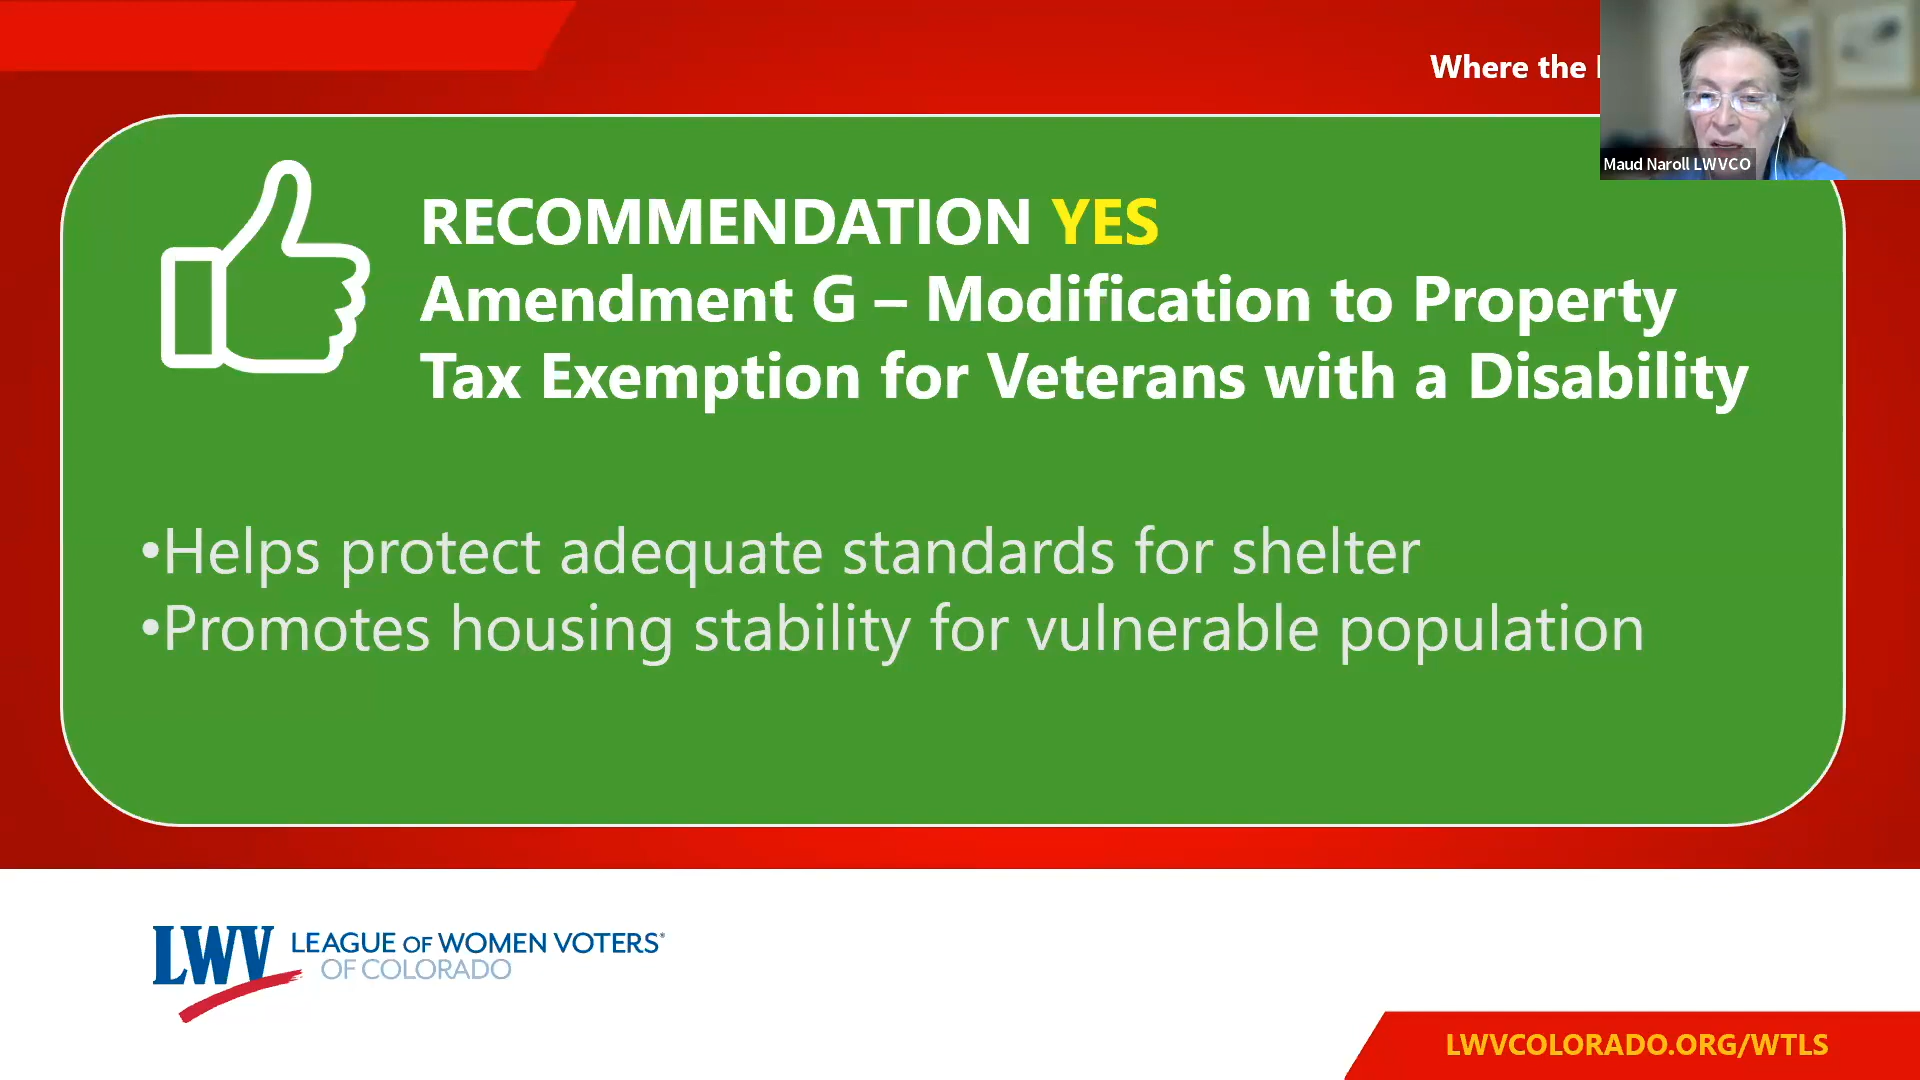 Where the
Maud Naroll LWVCO
RECOMMENDATION YES
Amendment G – Modification to Property
Tax Exemption for Veterans with a Disability
•Helps protect adequate standards for shelter
•Promotes housing stability for vulnerable population
LWV LEAGUE OF WOMEN VOTERS®
OF COLORADO
LWVCOLORADO.ORG/WTLS